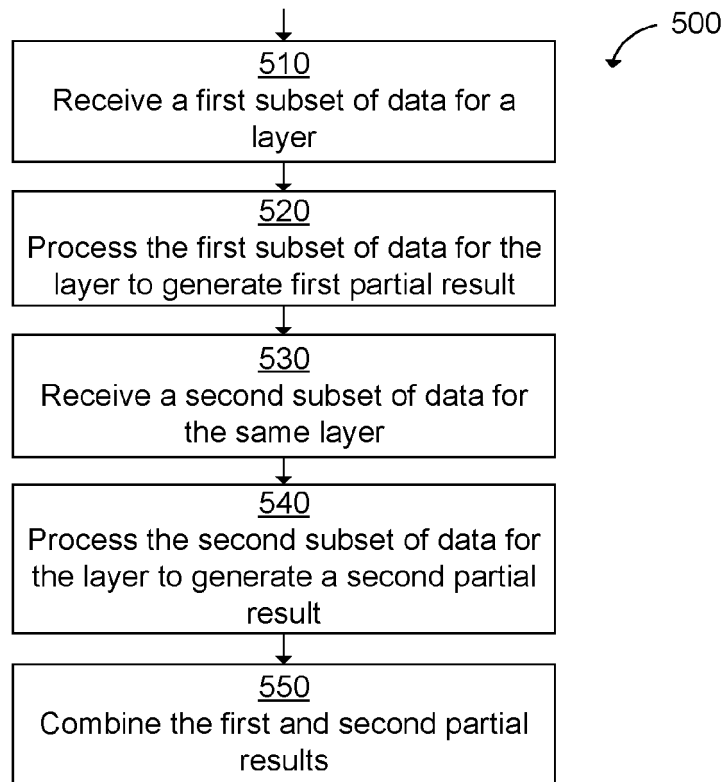 500
510
Receive a first subset of data for a
layer
520
Process the first subset of data for the
layer to generate first partial result
530
Receive a second subset of data for
the same layer
540
Process the second subset of data for
the layer to generate a second partial
result
550
Combine the first and second partial
results